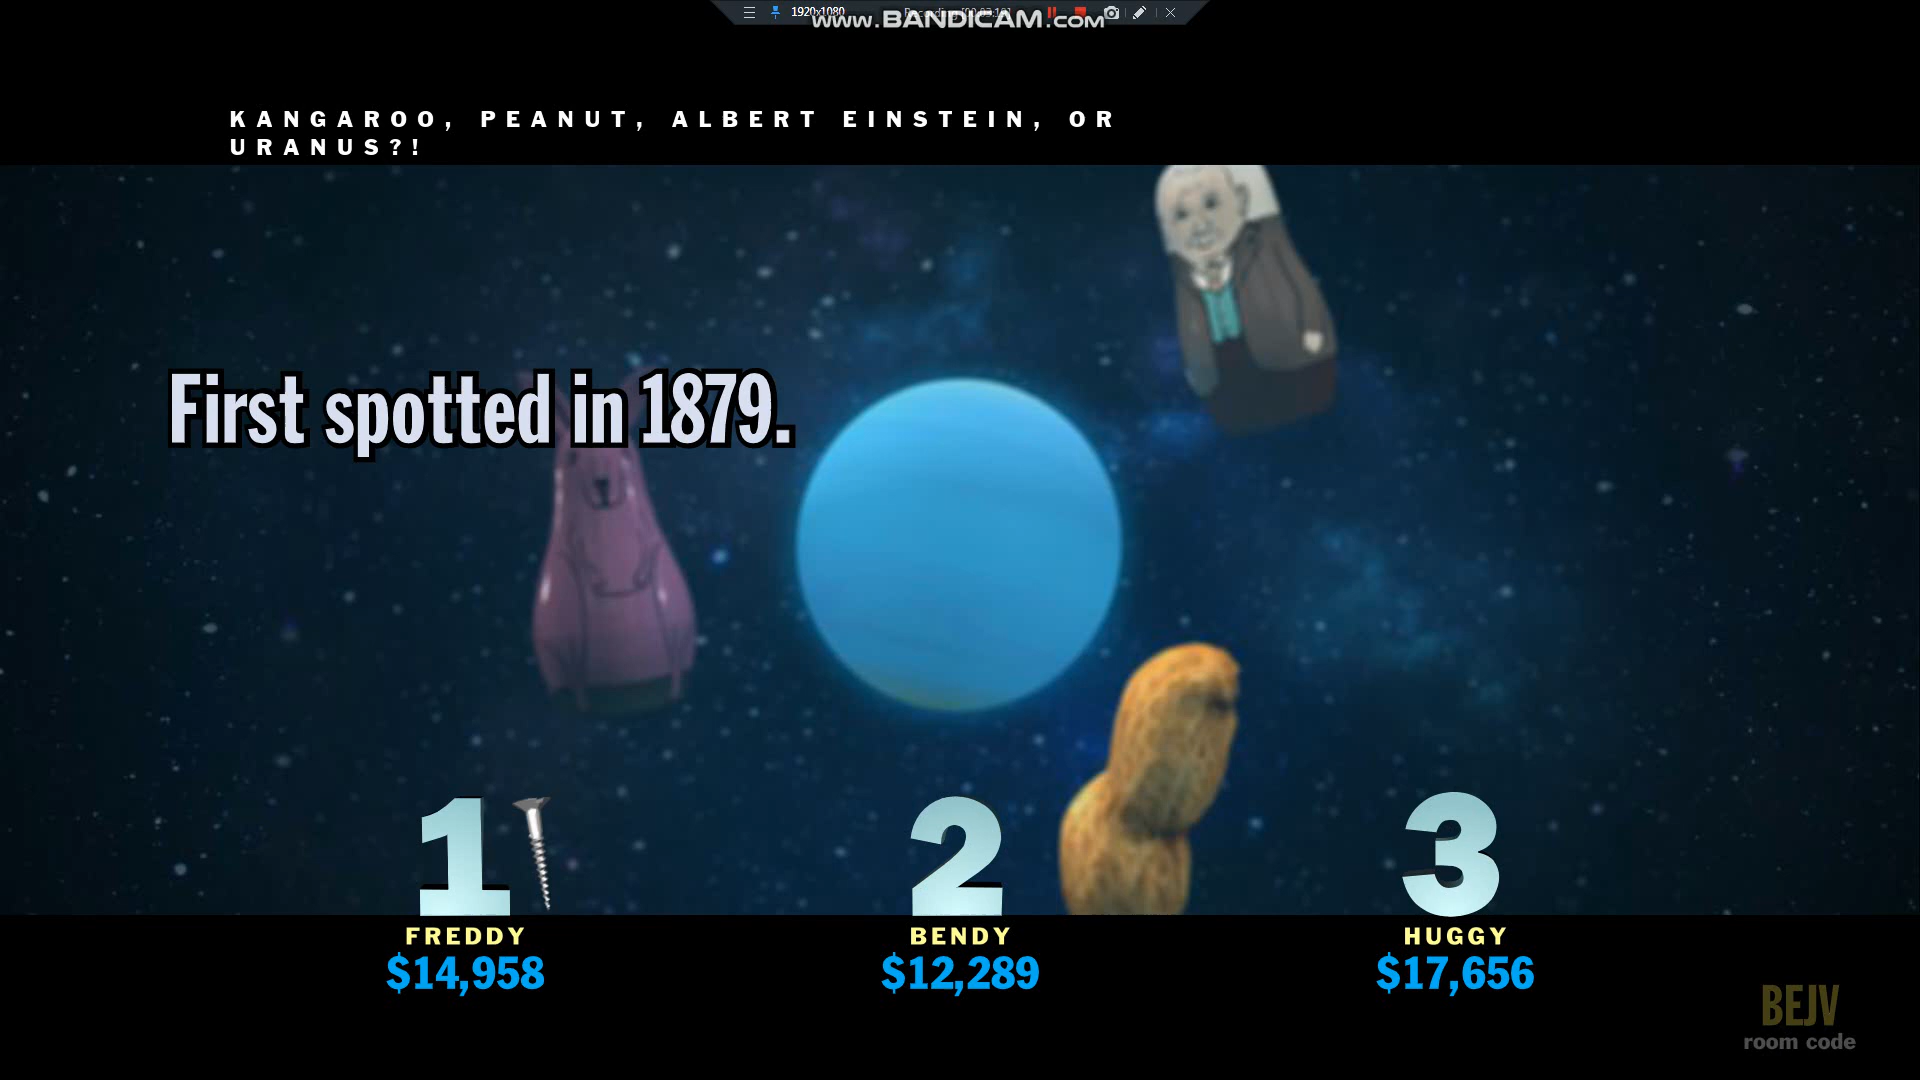 1920x1080
www.BANDICAM.com
KANGAROO, PEANUT, ALBERT EINSTEIN, OR
URANUS?!
First spotted in 1879.
1
2
3
FREDDY
BENDY
HUGGY
$14,958
$12,289
$17,656
BEJV
room code